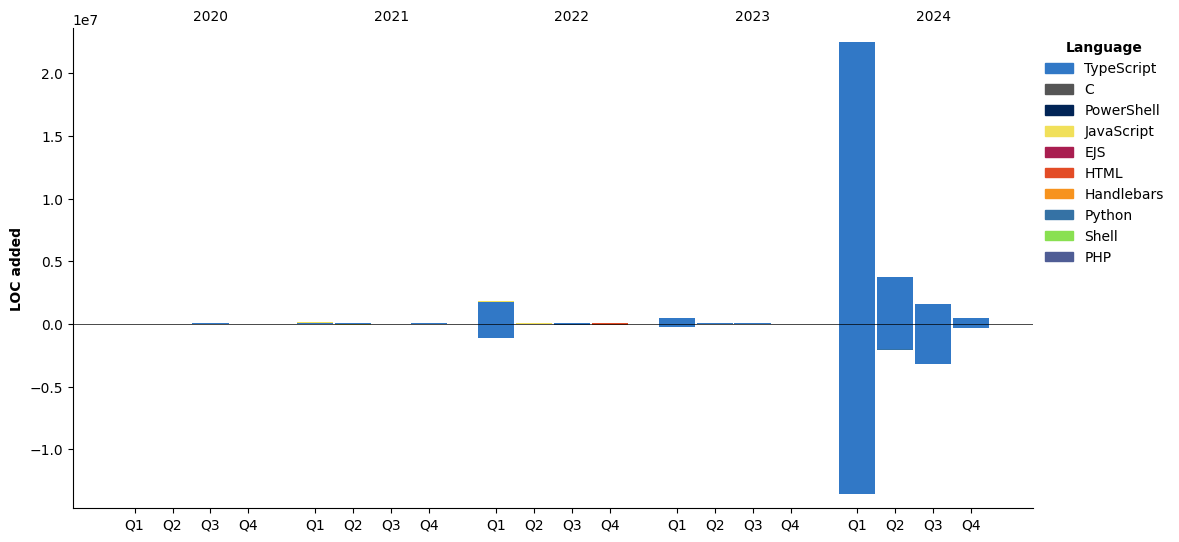 2020 2021 2022 2023 2024
1e7
Language
TypeScript
C
PowerShell
JavaScript
EJS
HTML
Handlebars
Python
Shell
PHP
LOC added
2.0
1.5
1.0
0.5
0.0
−0.5
−1.0
Q1 Q2 Q3 Q4 Q1 Q2 Q3 Q4 Q1 Q2 Q3 Q4 Q1 Q2 Q3 Q4 Q1 Q2 Q3 Q4